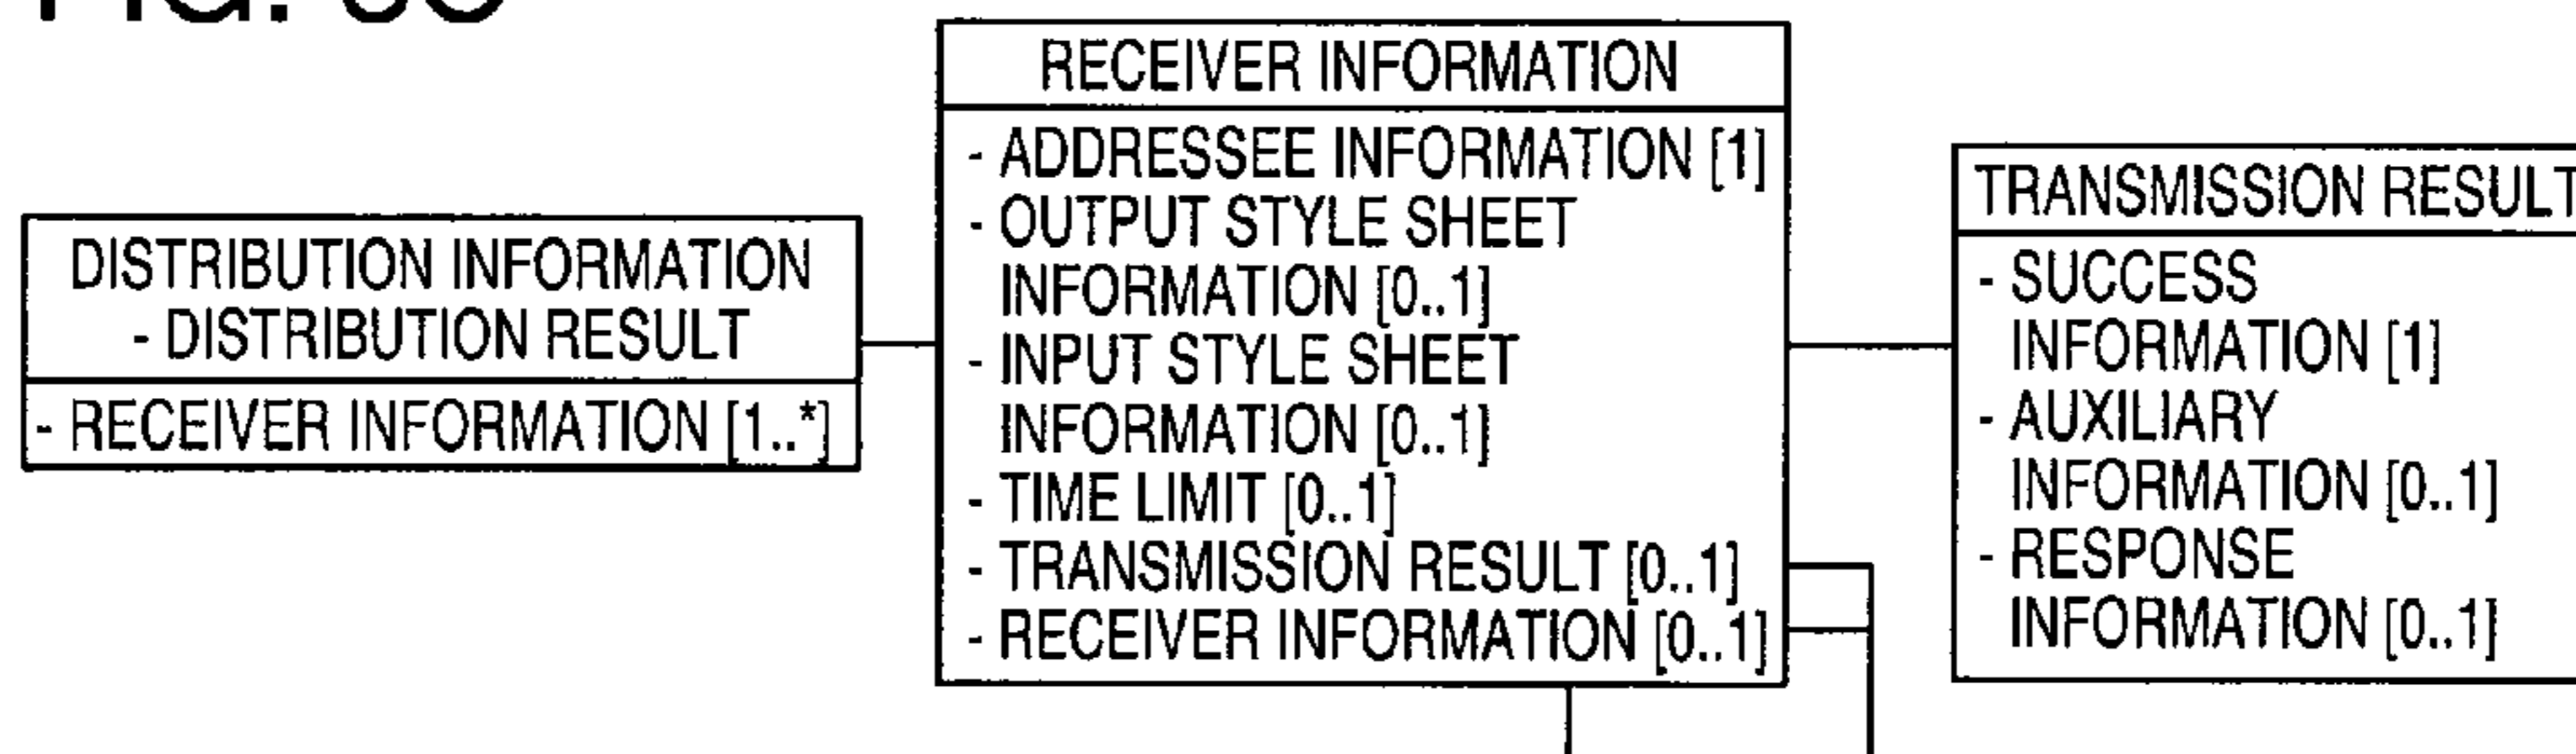 RECEIVER INFORMATION
- ADDRESSEE INFORMATION [1]
- OUTPUT STYLE SHEET
INFORMATION [0..1]
- INPUT STYLE SHEET
INFORMATION [0..1]
- TIME LIMIT [0..1]
- TRANSMISSION RESULT [0..1]
- RECEIVER INFORMATION [0..1]
DISTRIBUTION INFORMATION
- DISTRIBUTION RESULT
- RECEIVER INFORMATION [1..*]
TRANSMISSION RESULT
- SUCCESS
INFORMATION [1]
- AUXILIARY
INFORMATION [0..1]
- RESPONSE
INFORMATION [0..1]